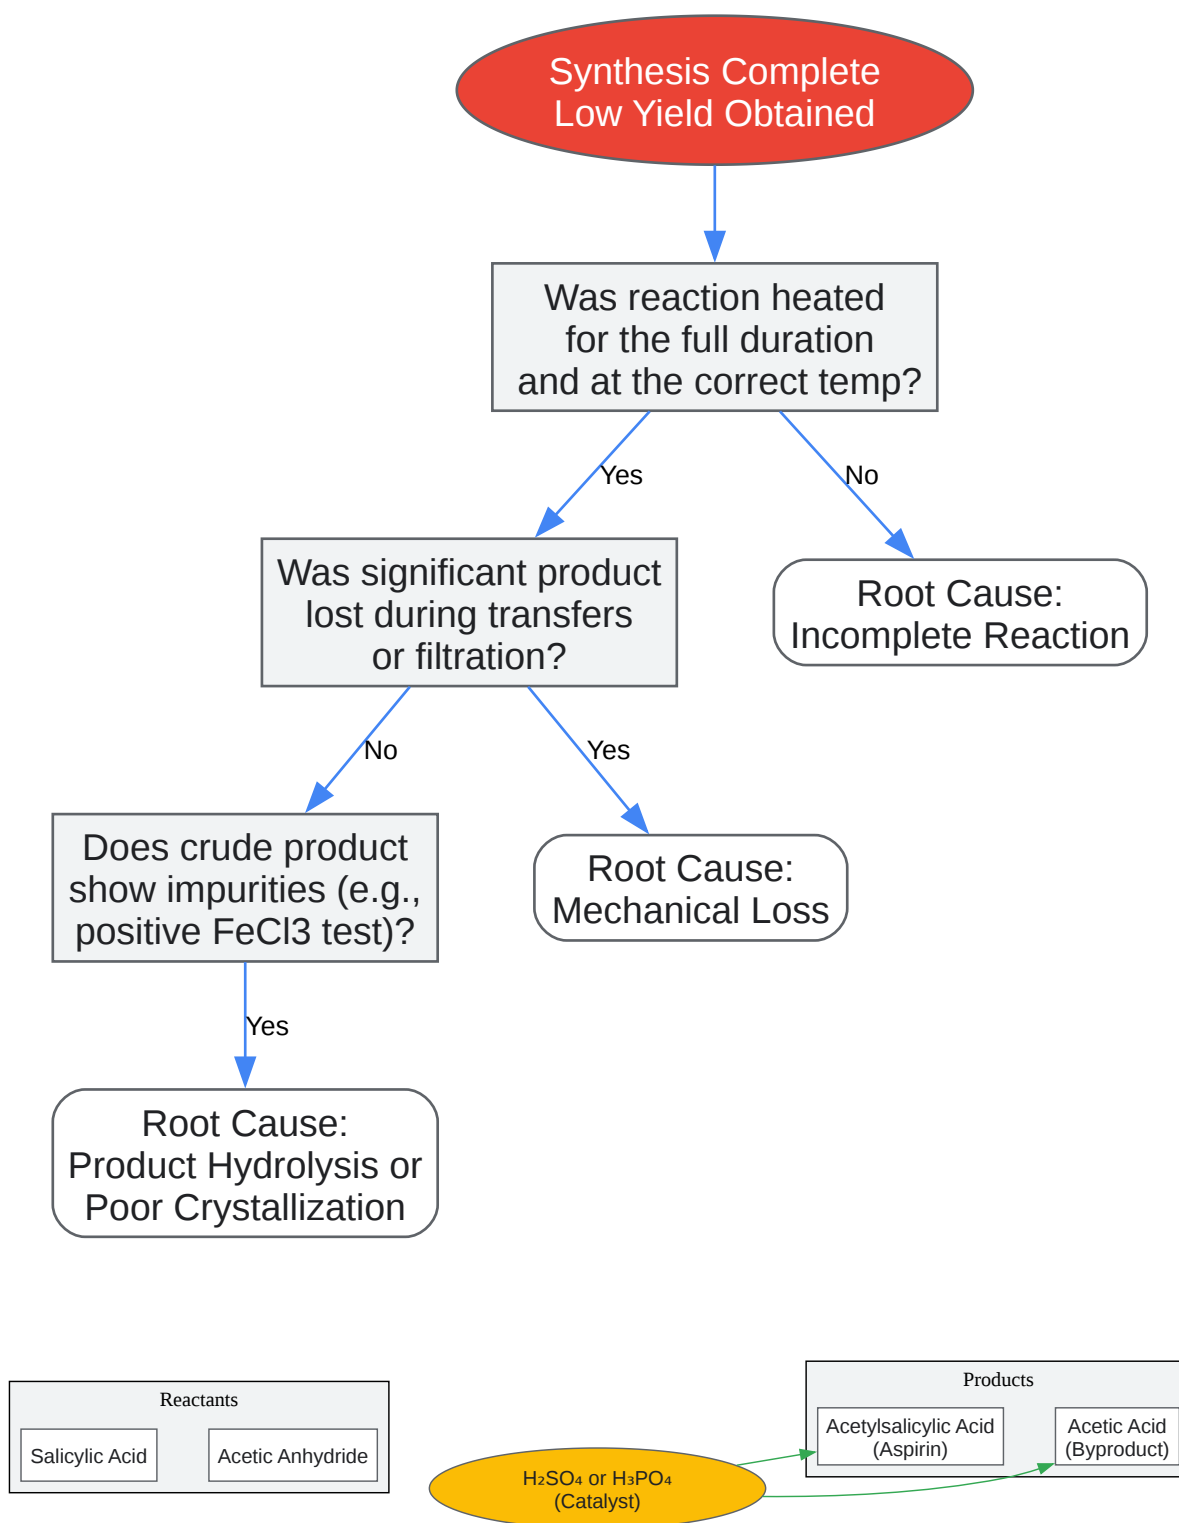 Synthesis Complete
Low Yield Obtained
Was reaction heated
for the full duration
and at the correct temp?
Yes
No
Was significant product
lost during transfers
or filtration?
Root Cause:
Incomplete Reaction
No
Yes
Does crude product
show impurities (e.g.,
positive FeCl3 test)?
Root Cause:
Mechanical Loss
Yes
Root Cause:
Product Hydrolysis or
Poor Crystallization
Reactants
Salicylic Acid
Acetic Anhydride
H₂SO₄ or H₃PO₄
(Catalyst)
Products
Acetylsalicylic Acid
(Aspirin)
Acetic Acid
(Byproduct)